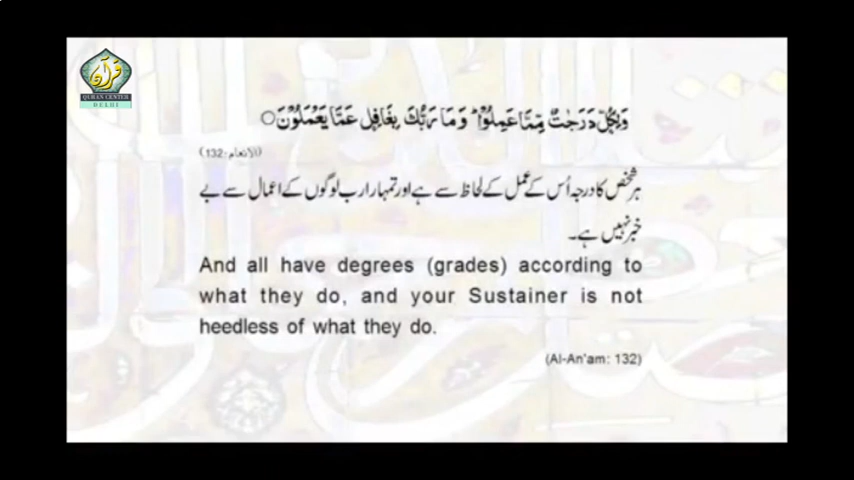 قرآن
QURAN CENTER
DELHI
وَلِكُلٍّ دَرَجٰتٌ مِّمَّا عَمِلُوْا ؕ وَمَا رَبُّكَ بِغَافِلٍ عَمَّا يَعْمَلُوْنَ○
(الانعام:132)
ہر شخص کا درجہ اُس کے عمل کے لحاظ سے ہے اور تمہارا رب لوگوں کے اعمال سے بے
خبر نہیں ہے۔
And all have degrees (grades) according to
what they do, and your Sustainer is not
heedless of what they do.
(Al-An'am: 132)